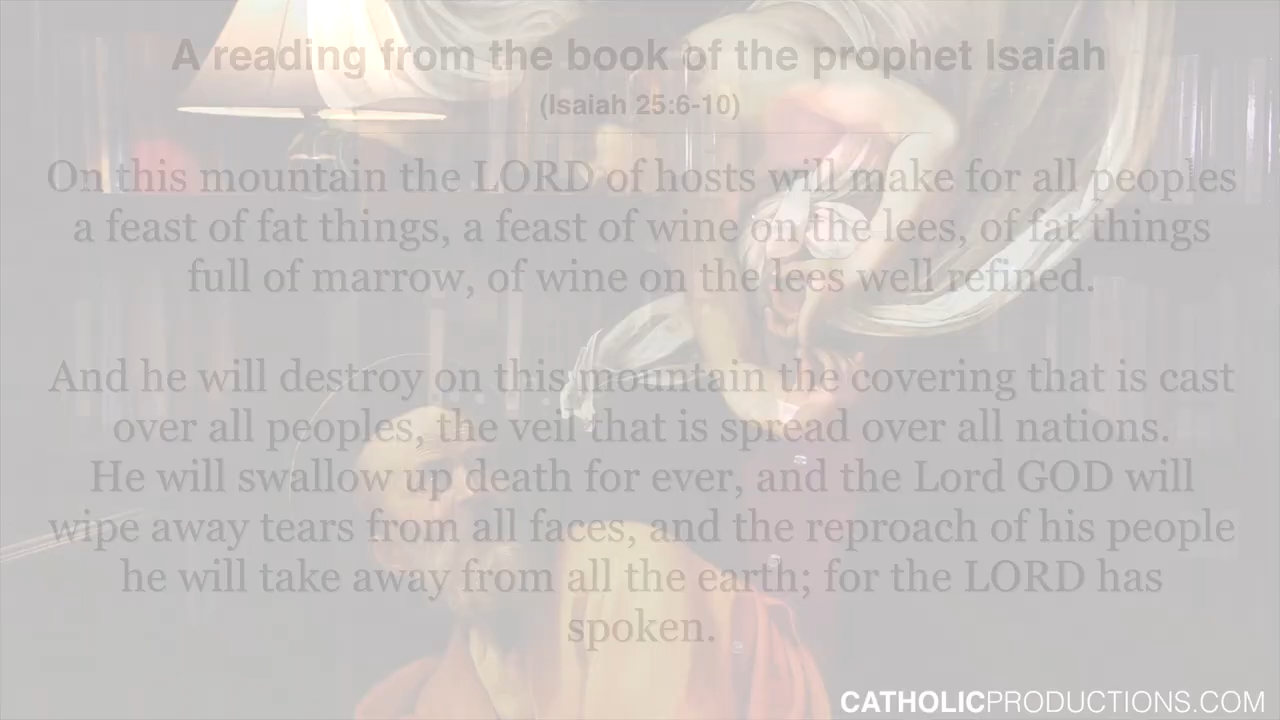 A reading from the book of the prophet Isaiah
(Isaiah 25:6-10)
On this mountain the LORD of hosts will make for all peoples
a feast of fat things, a feast of wine on the lees, of fat things
full of marrow, of wine on the lees well refined.
And he will destroy on this mountain the covering that is cast
over all peoples, the veil that is spread over all nations.
He will swallow up death for ever, and the Lord GOD will
wipe away tears from all faces, and the reproach of his people
he will take away from all the earth; for the LORD has
spoken.
CATHOLICPRODUCTIONS.COM